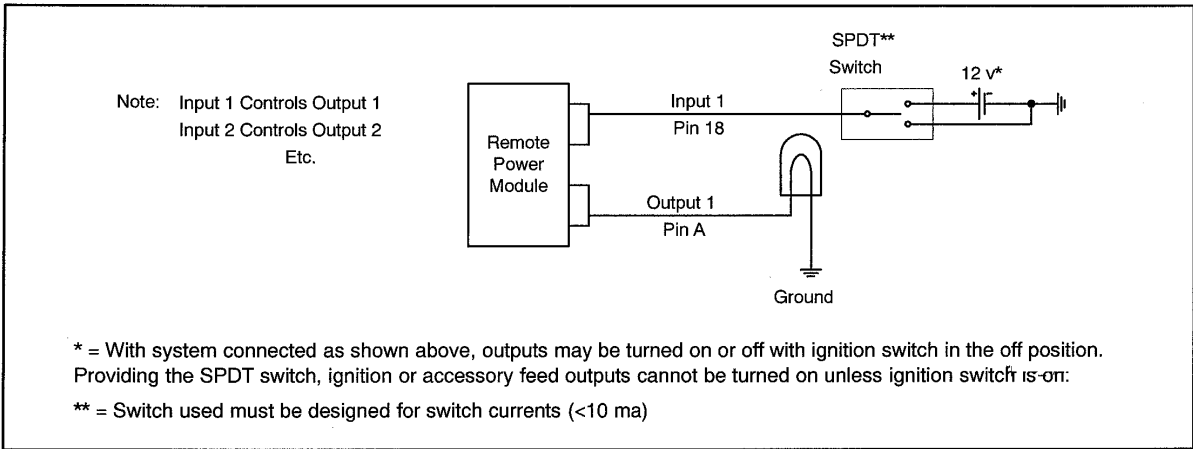 SPDT**
Switch
12 v*
Note: Input 1 Controls Output 1
Input 2 Controls Output 2
Etc.
Input 1
Pin 18
Remote
Power
Module
Output 1
Pin A
Ground
* = With system connected as shown above, outputs may be turned on or off with ignition switch in the off position.
Providing the SPDT switch, ignition or accessory feed outputs cannot be turned on unless ignition switch is on:
** = Switch used must be designed for switch currents (<10 ma)